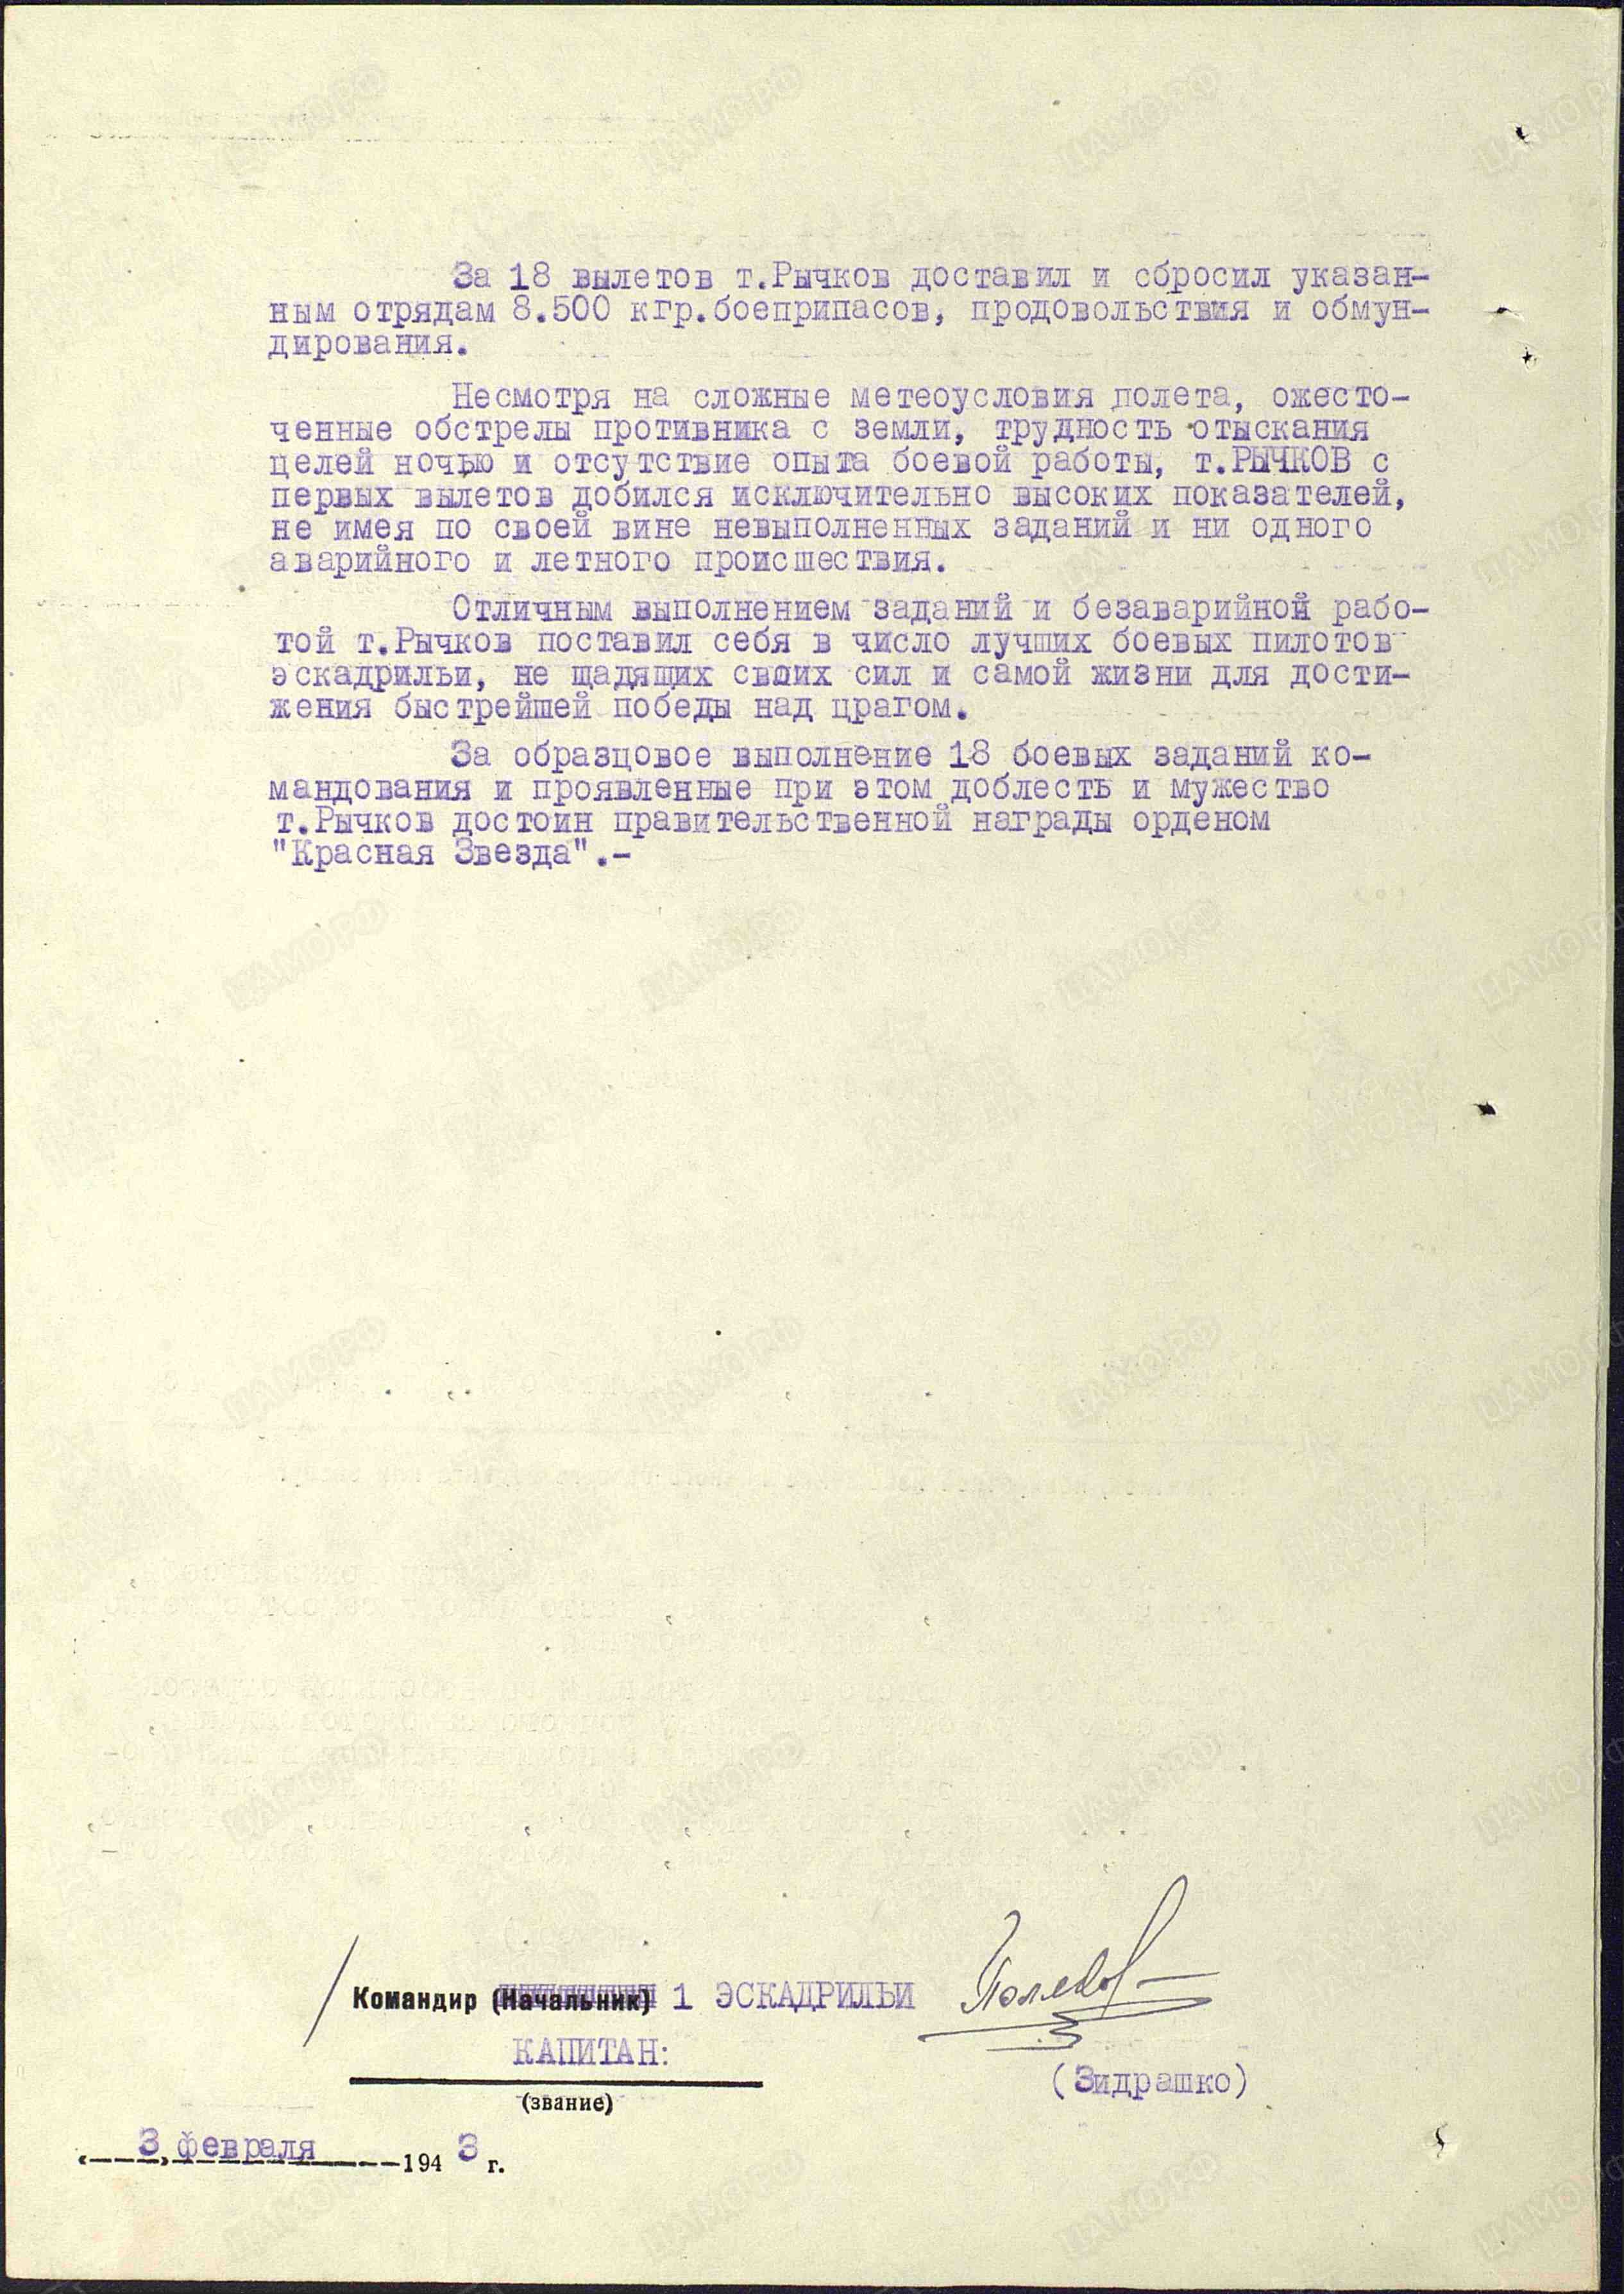 За 18 вылетов т.Рычков доставил и сбросил указан-
ным отрядам 8.500 кгр.боеприпасов, продовольствия и обмун-
дирования.
Несмотря на сложные метеоусловия полета, ожесто-
ченные обстрелы противника с земли, трудность отыскания
целей ночью и отсутствие опыта боевой работы, т.РЫЧКОВ с
первых вылетов добился исключительно высоких показателей,
не имея по своей вине невыполненных заданий и ни одного
аварийного и летного происшествия.
Отличным выполнением заданий и безаварийной рабо-
той т.Рычков поставил себя в число лучших боевых пилотов
эскадрильи, не щадящих своих сил и самой жизни для дости-
жения быстрейшей победы над црагом.
За образцовое выполнение 18 боевых заданий ко-
мандования и проявленные при этом доблесть и мужество
т.Рычков достоин правительственной награды орденом
"Красная Звезда".-
Командир (Начальник) 1 ЭСКАДРИЛЬИ
КАПИТАН:
(Зидрашко)
(звание)
3 февраля 1943 г.